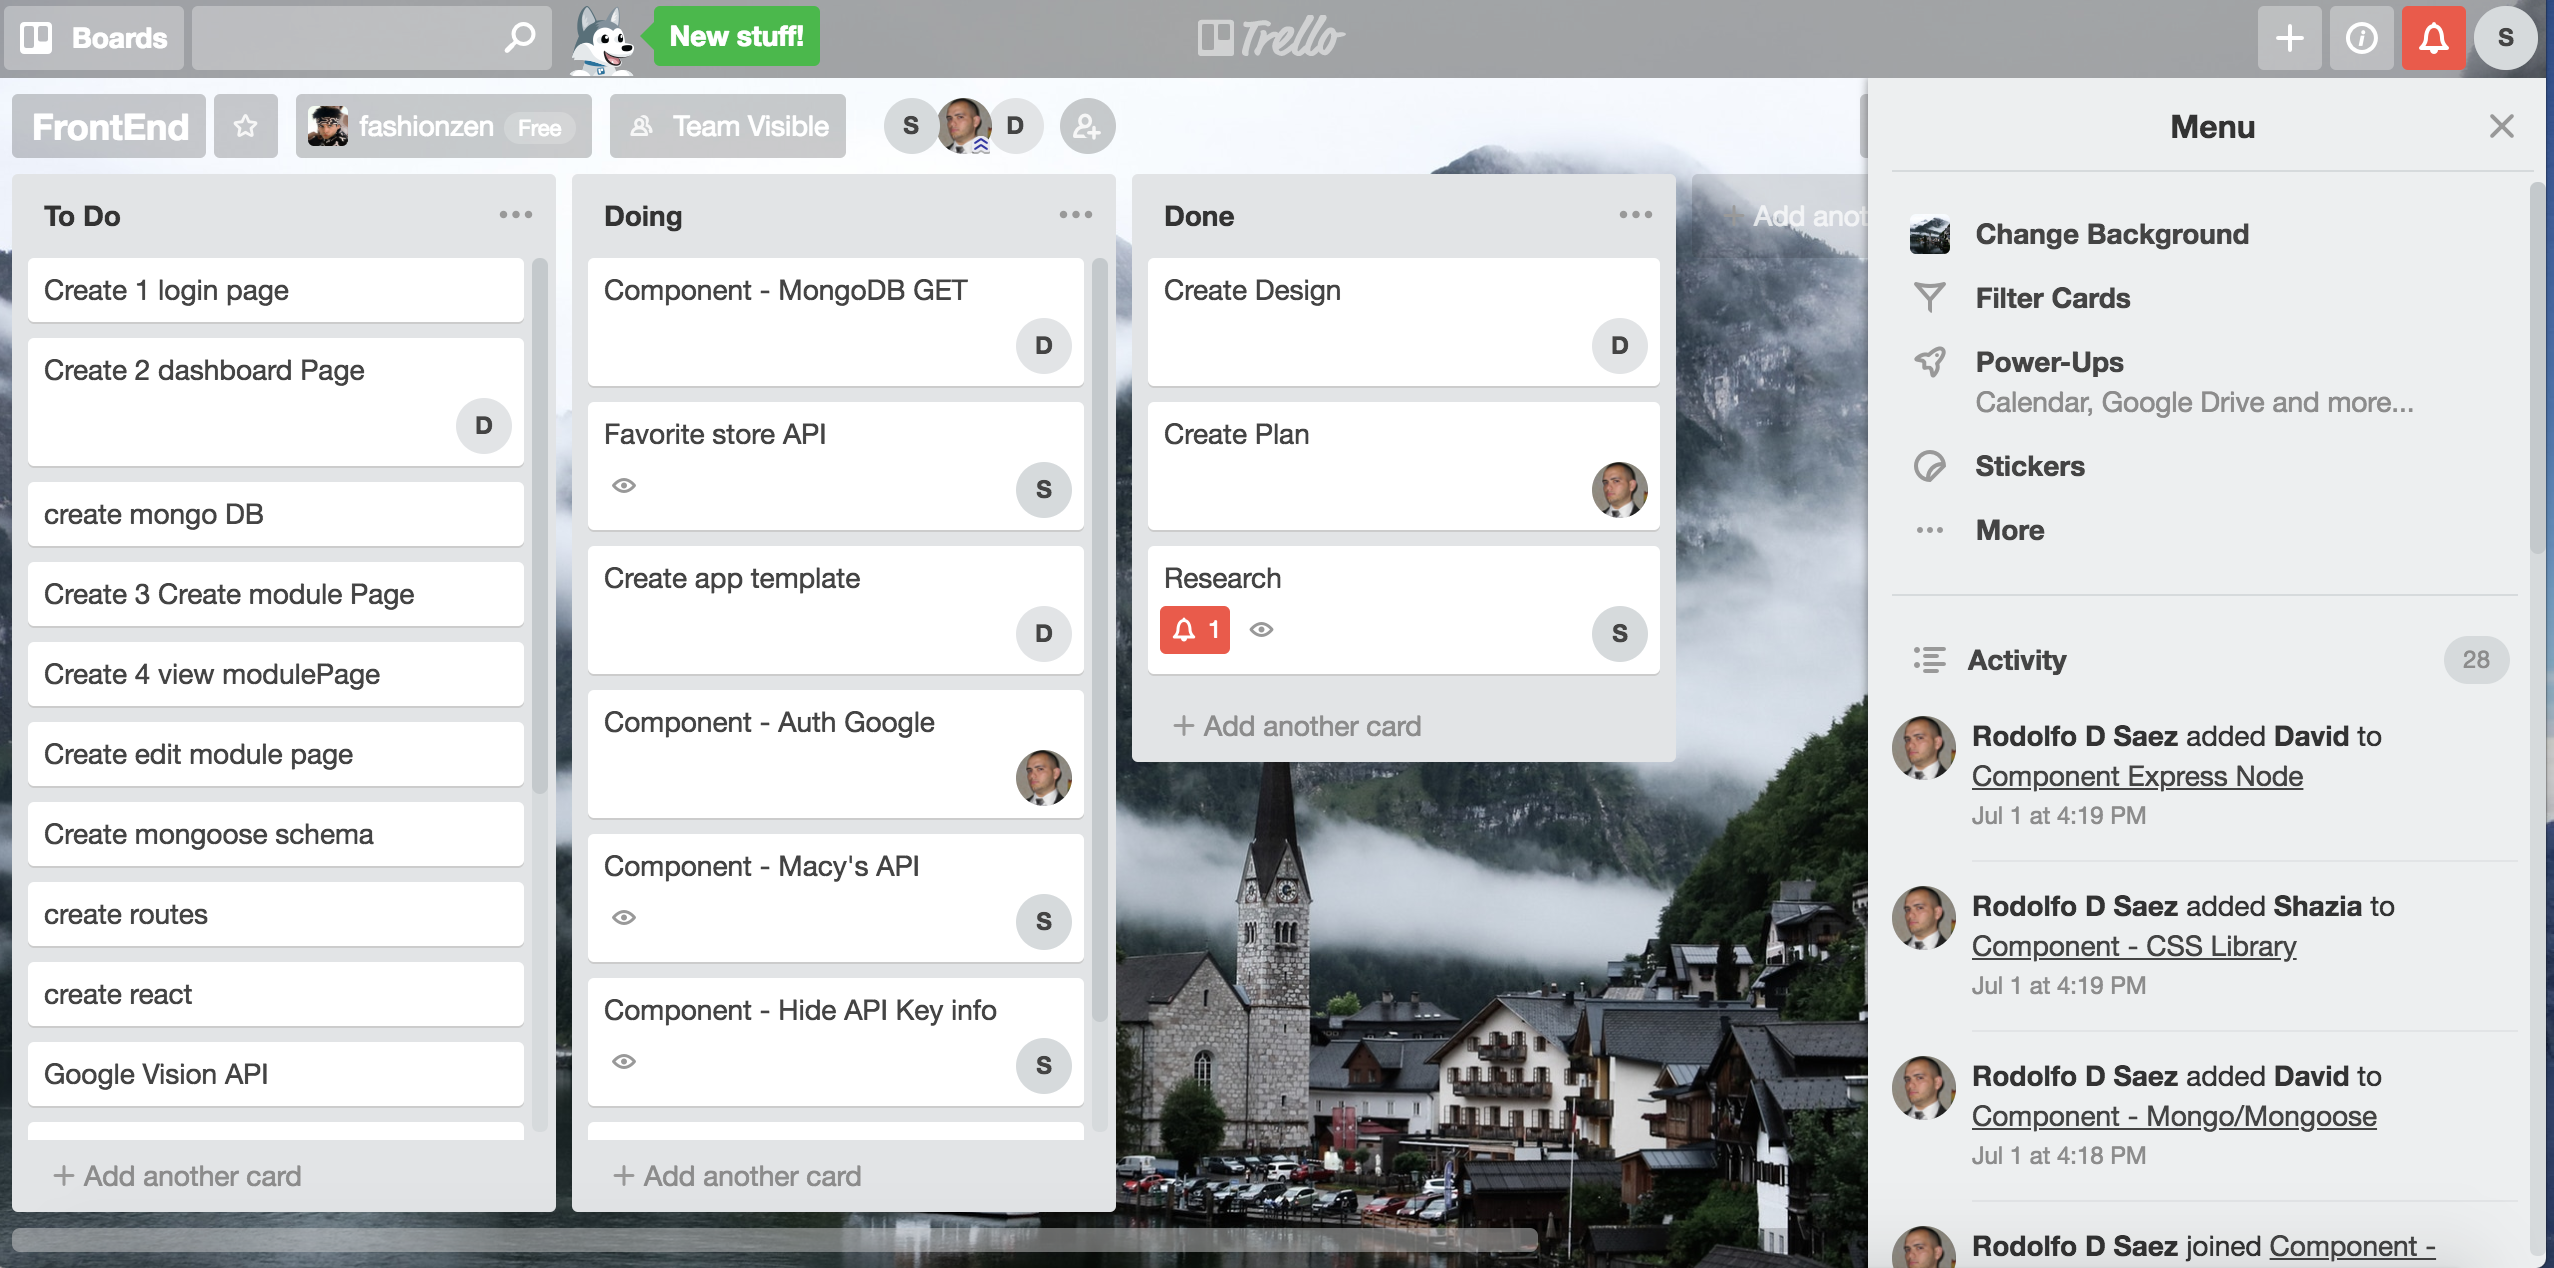 Boards
New stuff!
Trello
S
FrontEnd
fashionzen Free
Team Visible
S
D
To Do
Create 1 login page
Create 2 dashboard Page
D
create mongo DB
Create 3 Create module Page
Create 4 view modulePage
Create edit module page
Create mongoose schema
create routes
create react
Google Vision API
+ Add another card
Doing
Component - MongoDB GET
D
Favorite store API
S
Create app template
D
Component - Auth Google
Component - Macy's API
S
Component - Hide API Key info
S
+ Add another card
Done
Create Design
D
Create Plan
Research
1
S
+ Add another card
+ Add anot
Menu
Change Background
Filter Cards
Power-Ups
Calendar, Google Drive and more...
Stickers
More
Activity
28
Rodolfo D Saez added David to
Component Express Node
Jul 1 at 4:19 PM
Rodolfo D Saez added Shazia to
Component - CSS Library
Jul 1 at 4:19 PM
Rodolfo D Saez added David to
Component - Mongo/Mongoose
Jul 1 at 4:18 PM
Rodolfo D Saez joined Component -